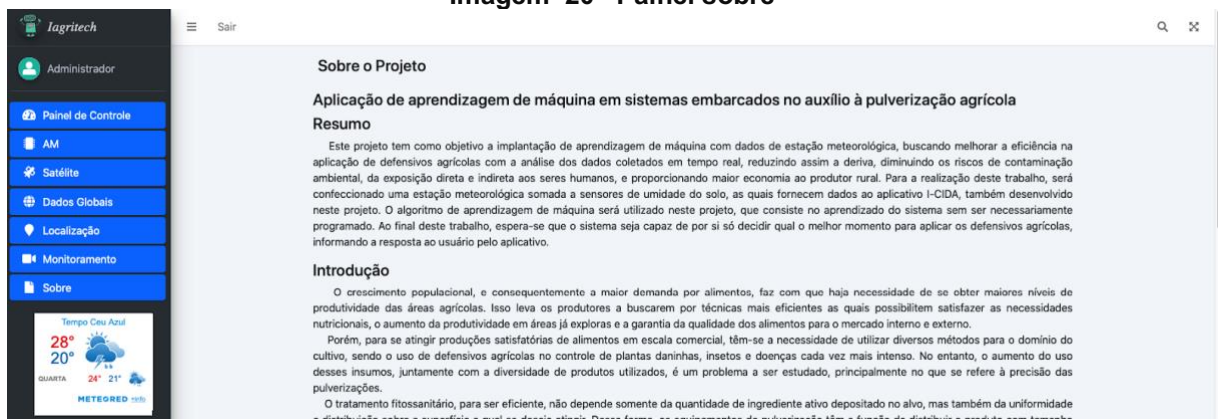 Imagem 20 - Painel Sobre
Iagritech
Sair
Administrador
Painel de Controle
AM
Satélite
Dados Globais
Localização
Monitoramento
Sobre
Tempo Ceu Azul
28°
20°
QUARTA 24° 21°
METEORED
Sobre o Projeto
Aplicação de aprendizagem de máquina em sistemas embarcados no auxílio à pulverização agrícola
Resumo
Este projeto tem como objetivo a implantação de aprendizagem de máquina com dados de estação meteorológica, buscando melhorar a eficiência na
aplicação de defensivos agrícolas com a análise dos dados coletados em tempo real, reduzindo assim a deriva, diminuindo os riscos de contaminação
ambiental, da exposição direta e indireta aos seres humanos, e proporcionando maior economia ao produtor rural. Para a realização deste trabalho, será
confeccionado uma estação meteorológica somada a sensores de umidade do solo, as quais fornecem dados ao aplicativo I-CIDA, também desenvolvido
neste projeto. O algoritmo de aprendizagem de máquina será utilizado neste projeto, que consiste no aprendizado do sistema sem ser necessariamente
programado. Ao final deste trabalho, espera-se que o sistema seja capaz de por si só decidir qual o melhor momento para aplicar os defensivos agrícolas,
informando a resposta ao usuário pelo aplicativo.
Introdução
O crescimento populacional, e consequentemente a maior demanda por alimentos, faz com que haja necessidade de se obter maiores níveis de
produtividade das áreas agrícolas. Isso leva os produtores a buscarem por técnicas mais eficientes as quais possibilitem satisfazer as necessidades
nutricionais, o aumento da produtividade em áreas já exploras e a garantia da qualidade dos alimentos para o mercado interno e externo.
Porém, para se atingir produções satisfatórias de alimentos em escala comercial, têm-se a necessidade de utilizar diversos métodos para o domínio do
cultivo, sendo o uso de defensivos agrícolas no controle de plantas daninhas, insetos e doenças cada vez mais intenso. No entanto, o aumento do uso
desses insumos, juntamente com a diversidade de produtos utilizados, é um problema a ser estudado, principalmente no que se refere à precisão das
pulverizações.
O tratamento fitossanitário, para ser eficiente, não depende somente da quantidade de ingrediente ativo depositado no alvo, mas também da uniformidade